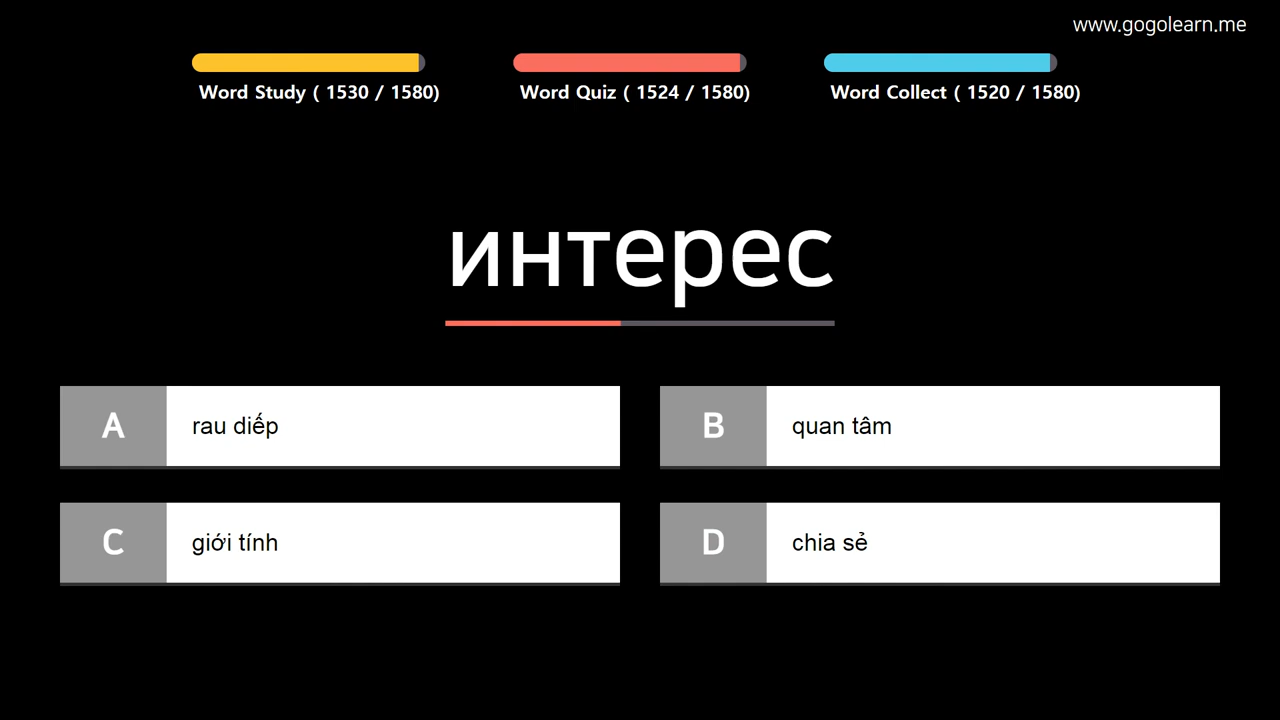 www.gogolearn.me
Word Study ( 1530 / 1580)
Word Quiz ( 1524 / 1580)
Word Collect ( 1520 / 1580)
интерес
A rau diếp
B quan tâm
C giới tính
D chia sẻ